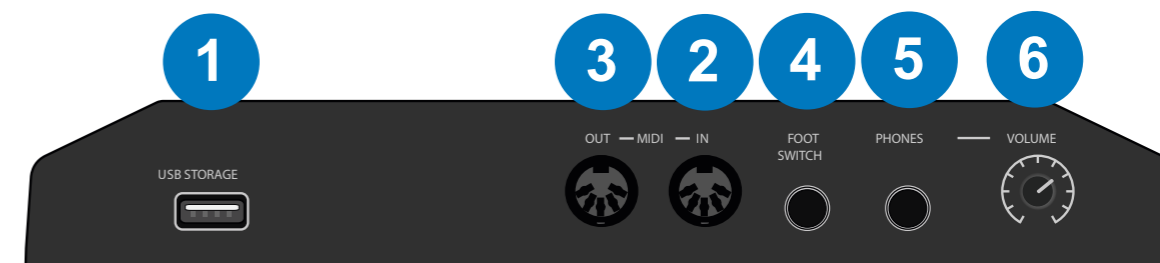 1
3
2
4
5
6
OUT — MIDI — IN
FOOT
SWITCH
PHONES — VOLUME
USB STORAGE